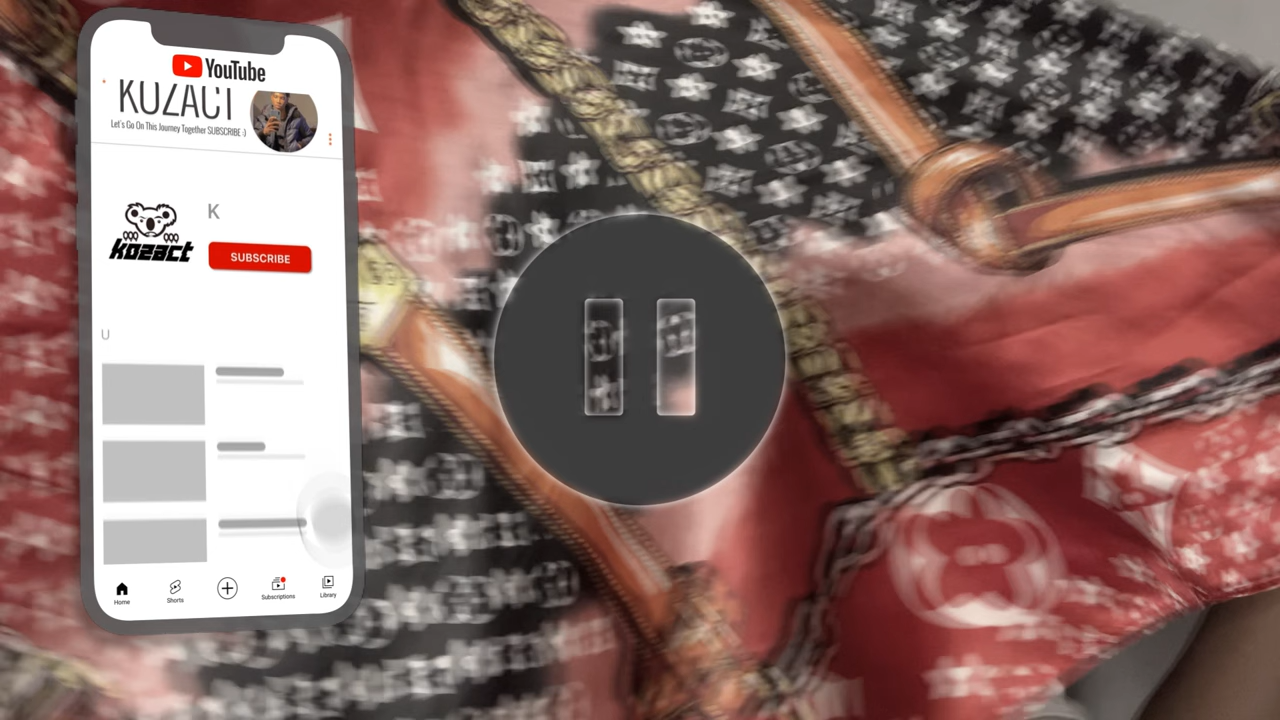 YouTube
KOZACT
Let's Go On This Journey Together SUBSCRIBE :)
kozact
K
SUBSCRIBE
U
Home
Shorts
Subscriptions
Library